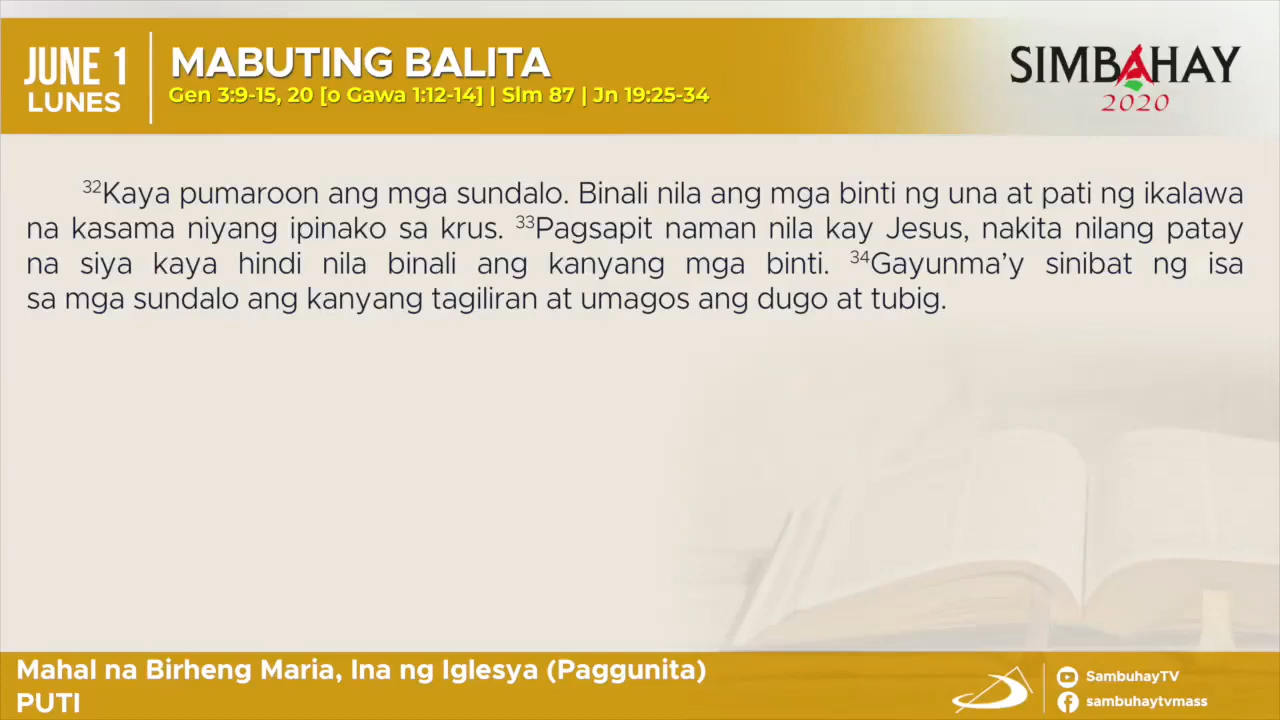 JUNE 1
LUNES
MABUTING BALITA
Gen 3:9-15, 20 [o Gawa 1:12-14] | Slm 87 | Jn 19:25-34
SIMBAHAY
2020
³²Kaya pumaroon ang mga sundalo. Binali nila ang mga binti ng una at pati ng ikalawa
na kasama niyang ipinako sa krus. ³³Pagsapit naman nila kay Jesus, nakita nilang patay
na siya kaya hindi nila binali ang kanyang mga binti. ³⁴Gayunma’y sinibat ng isa
sa mga sundalo ang kanyang tagiliran at umagos ang dugo at tubig.
Mahal na Birheng Maria, Ina ng Iglesya (Paggunita)
PUTI
SambuhayTV
sambuhaytvmass